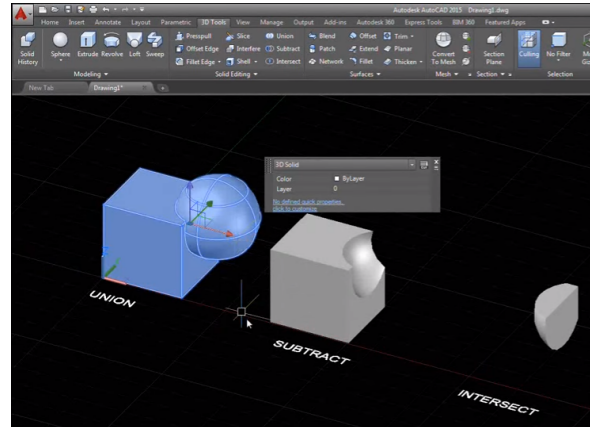 Autodesk AutoCAD 2015 Drawing1.dwg
Home Insert Annotate Layout Parametric 3D Tools View Manage Output Add-ins Autodesk 360 Express Tools BIM 360 Featured Apps
Solid History Sphere Extrude Revolve Loft Sweep Convert To Mesh Section Plane Culling No Filter
Presspull Slice Union Blend Offset Trim
Offset Edge Interfere Subtract Patch Extend Planar
Fillet Edge Shell Intersect Network Fillet Thicken
Modeling Solid Editing Surfaces Mesh Section Selection
New Tab Drawing1*
3D Solid
Color ByLayer
Layer 0
No defined quick properties,
click to customize
UNION
SUBTRACT
INTERSECT